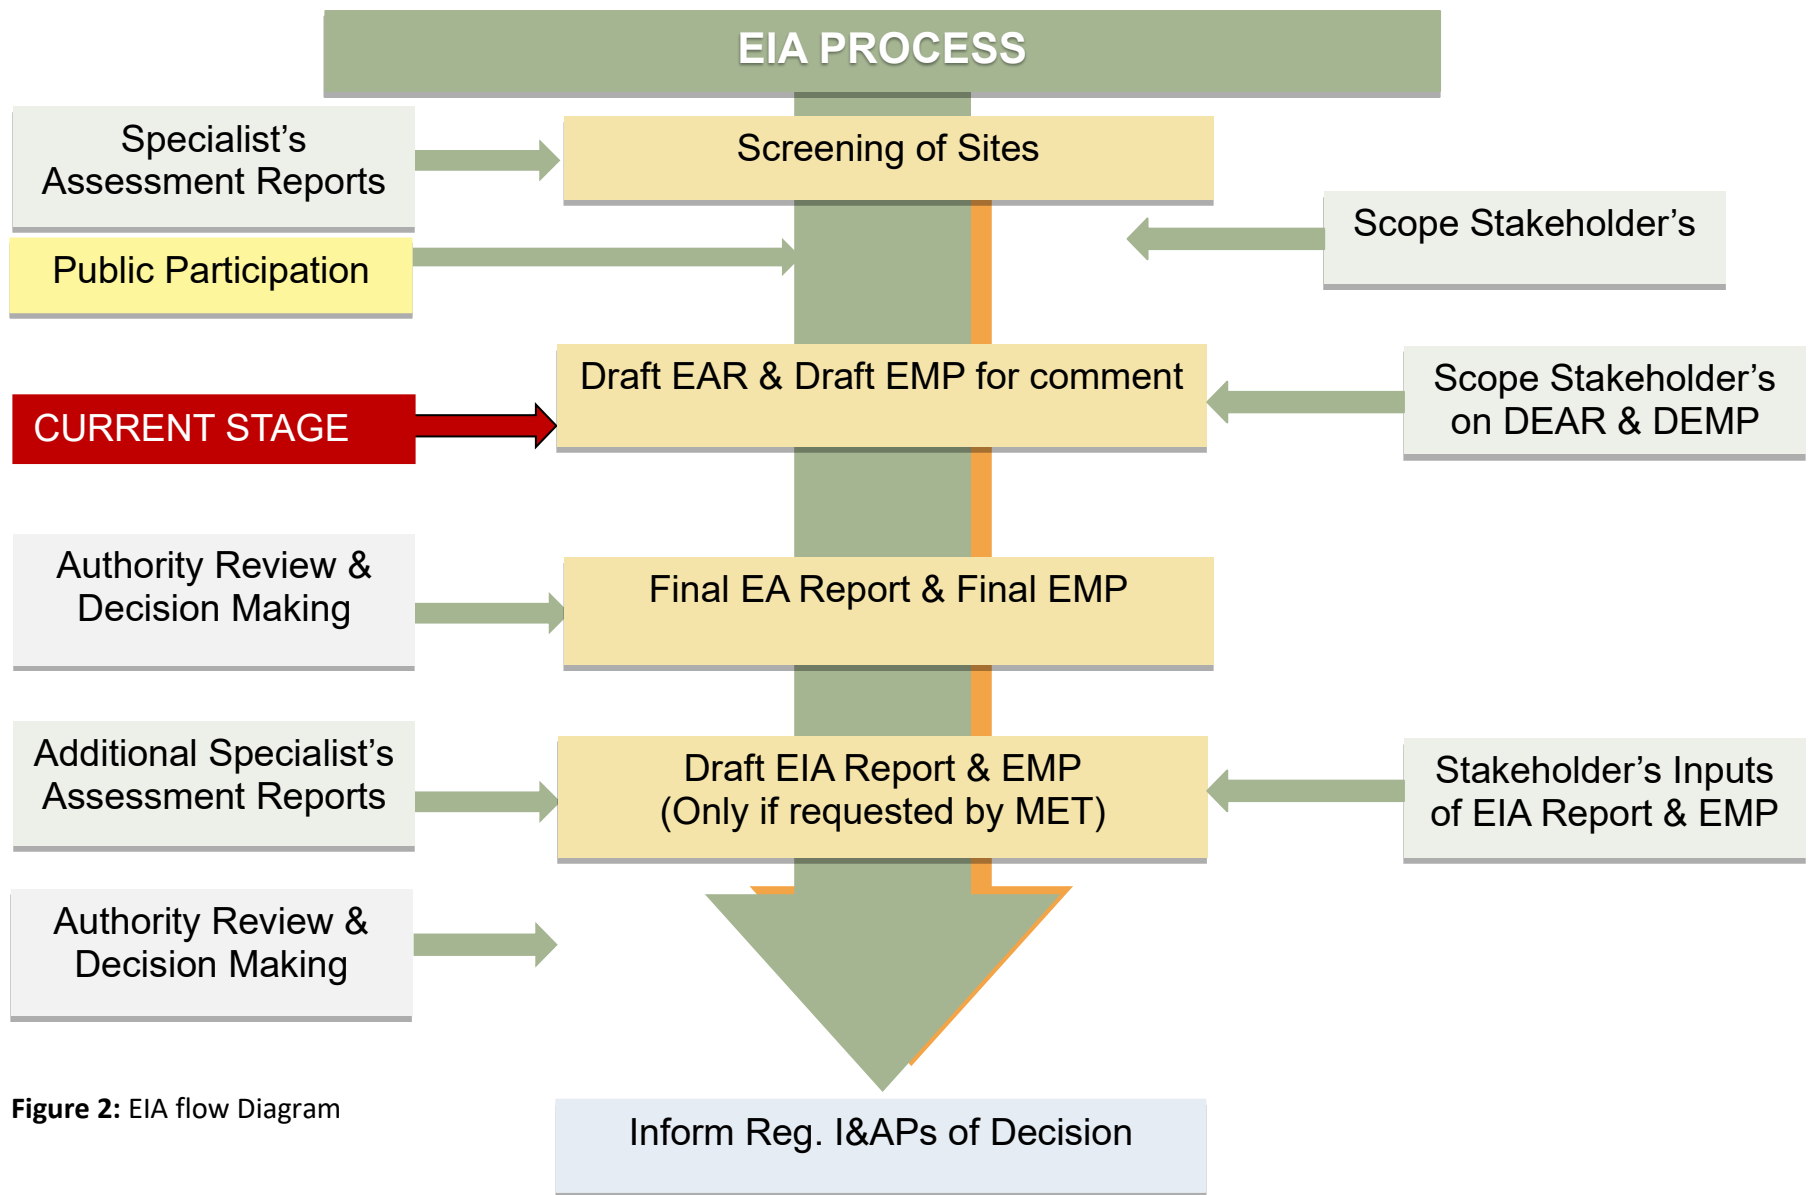 EIA PROCESS
Specialist's
Assessment Reports
Screening of Sites
Scope Stakeholder's
Public Participation
Draft EAR & Draft EMP for comment
Scope Stakeholder's
on DEAR & DEMP
CURRENT STAGE
Authority Review &
Decision Making
Final EA Report & Final EMP
Additional Specialist's
Assessment Reports
Draft EIA Report & EMP
(Only if requested by MET)
Stakeholder's Inputs
of EIA Report & EMP
Authority Review &
Decision Making
Figure 2: EIA flow Diagram
Inform Reg. I&APs of Decision